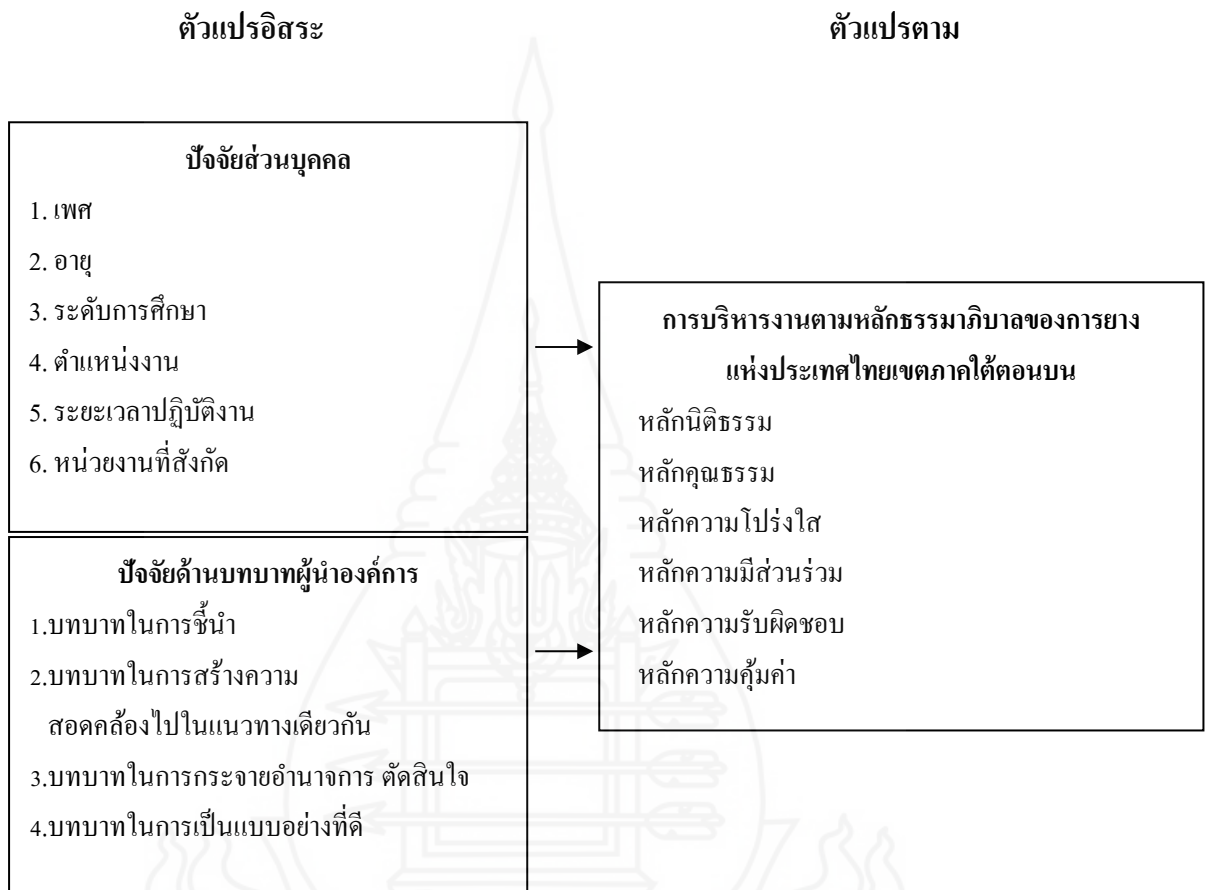 ตัวแปรอิสระ
ตัวแปรตาม
ปัจจัยส่วนบุคคล
1. เพศ
2. อายุ
3. ระดับการศึกษา
4. ตำแหน่งงาน
5. ระยะเวลาปฏิบัติงาน
6. หน่วยงานที่สังกัด
ปัจจัยด้านบทบาทผู้นำองค์การ
1.บทบาทในการชี้นำ
2.บทบาทในการสร้างความ
สอดคล้องไปในแนวทางเดียวกัน
3.บทบาทในการกระจายอำนาจการ ตัดสินใจ
4.บทบาทในการเป็นแบบอย่างที่ดี
การบริหารงานตามหลักธรรมาภิบาลของการยาง
แห่งประเทศไทยเขตภาคใต้ตอนบน
หลักนิติธรรม
หลักคุณธรรม
หลักความโปร่งใส
หลักความมีส่วนร่วม
หลักความรับผิดชอบ
หลักความคุ้มค่า